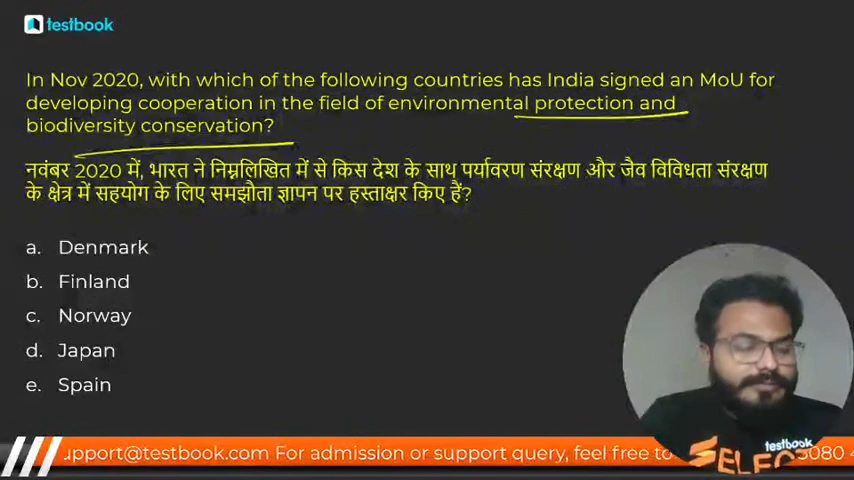 testbook
In Nov 2020, with which of the following countries has India signed an MoU for
developing cooperation in the field of environmental protection and
biodiversity conservation?
नवंबर 2020 में, भारत ने निम्नलिखित में से किस देश के साथ पर्यावरण संरक्षण और जैव विविधता संरक्षण
के क्षेत्र में सहयोग के लिए समझौता ज्ञापन पर हस्ताक्षर किए हैं?
a. Denmark
b. Finland
c. Norway
d. Japan
e. Spain
testbook
upport@testbook.com For admission or support query, feel free to